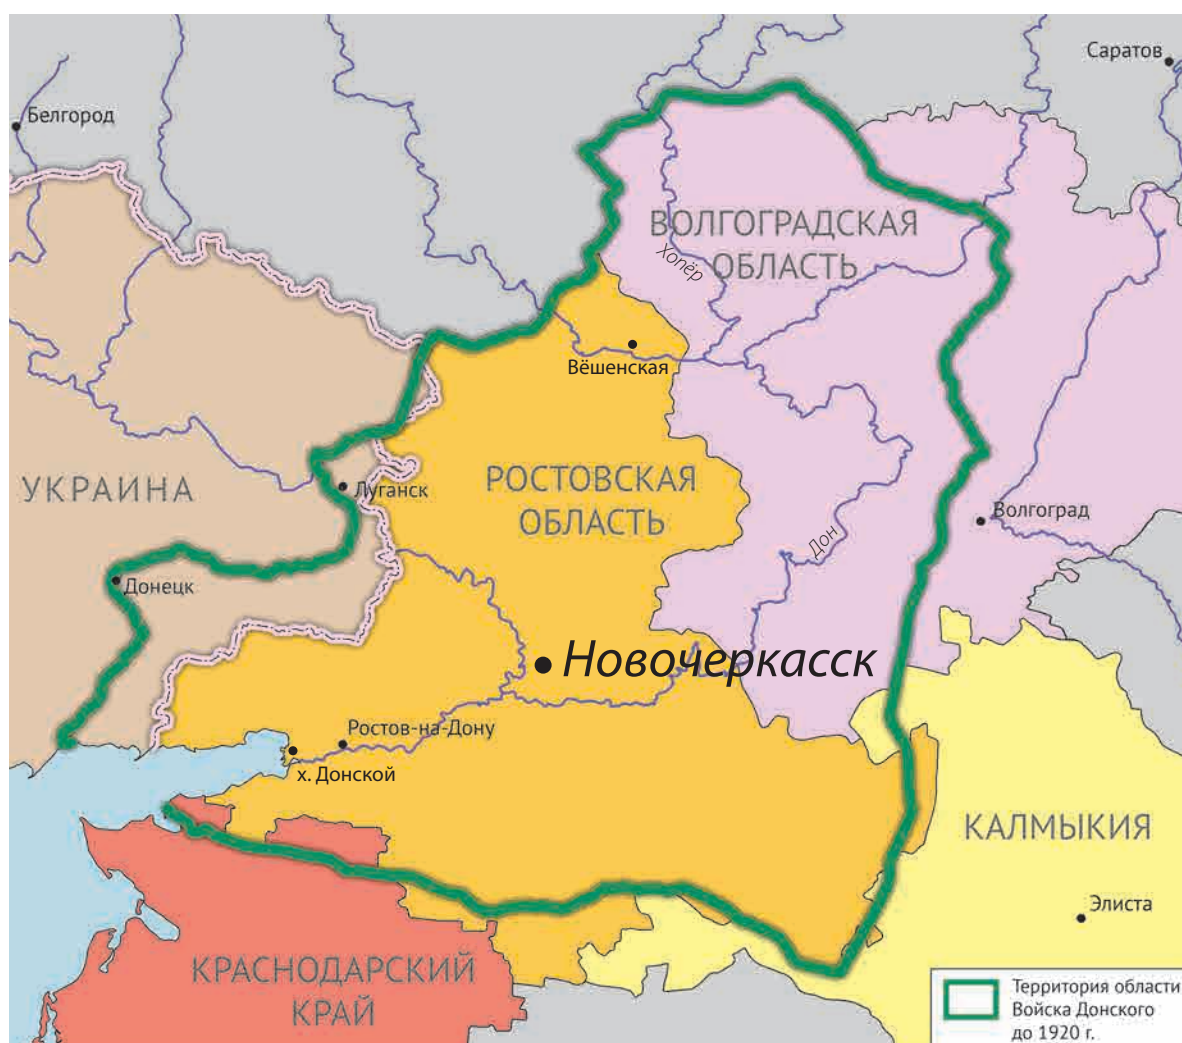 Саратов
Белгород
ВОЛГОГРАДСКАЯ
ОБЛАСТЬ
Хопёр
Вёшенская
УКРАИНА
РОСТОВСКАЯ
ОБЛАСТЬ
Луганск
Волгоград
Дон
Донецк
Новочеркасск
Ростов-на-Дону
х. Донской
КАЛМЫКИЯ
Элиста
КРАСНОДАРСКИЙ
КРАЙ
Территория области
Войска Донского
до 1920 г.